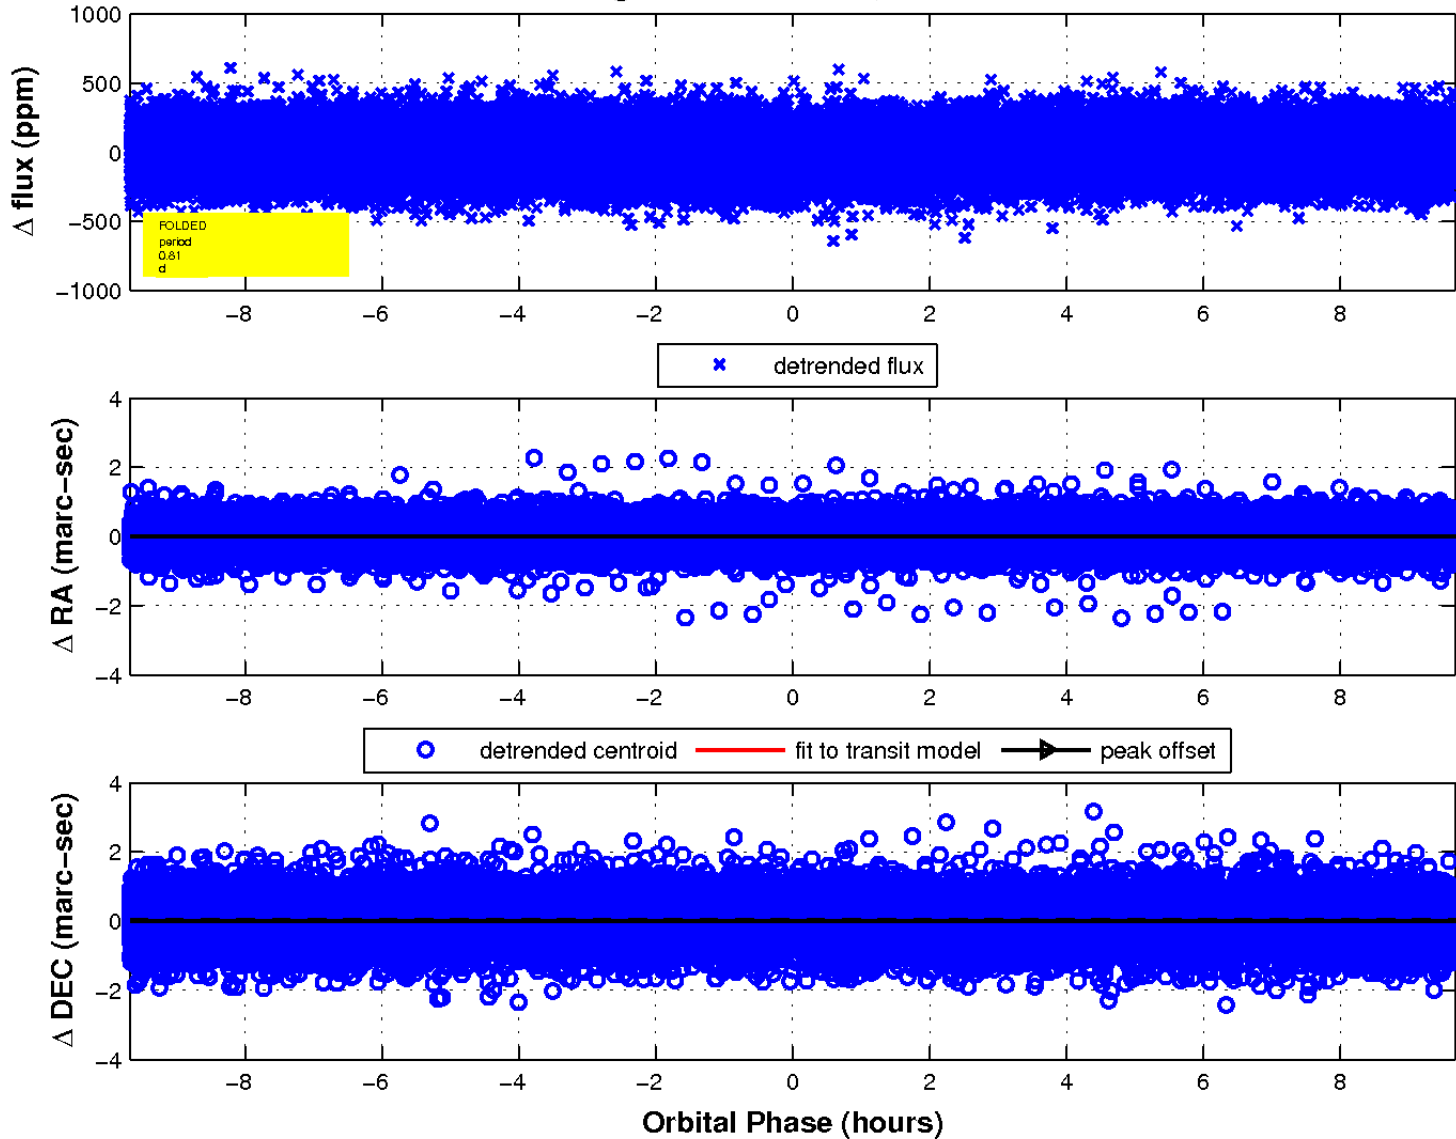 1000
500
0
−500
−1000
Δ flux (ppm)
FOLDED
period
0.81
d
−8 −6 −4 −2 0 2 4 6 8
detrended flux
4
2
0
−2
−4
Δ RA (marc−sec)
−8 −6 −4 −2 0 2 4 6 8
detrended centroid fit to transit model peak offset
4
2
0
−2
−4
Δ DEC (marc−sec)
−8 −6 −4 −2 0 2 4 6 8
Orbital Phase (hours)